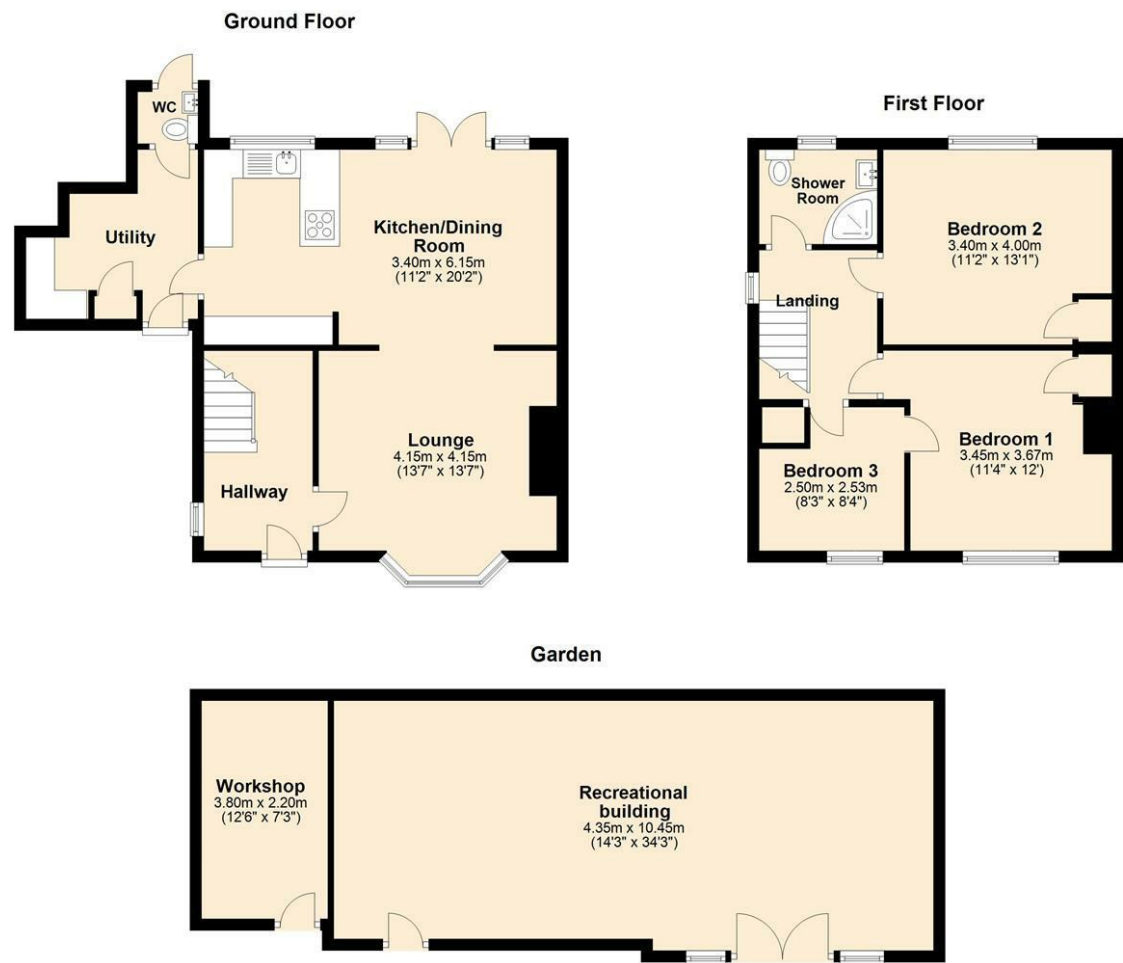 Ground Floor
WC
Utility
Kitchen/Dining
Room
3.40m x 6.15m
(11'2" x 20'2")
Lounge
4.15m x 4.15m
(13'7" x 13'7")
Hallway
First Floor
Shower
Room
Bedroom 2
3.40m x 4.00m
(11'2" x 13'1")
Landing
Bedroom 1
3.45m x 3.67m
(11'4" x 12')
Bedroom 3
2.50m x 2.53m
(8'3" x 8'4")
Garden
Workshop
3.80m x 2.20m
(12'6" x 7'3")
Recreational
building
4.35m x 10.45m
(14'3" x 34'3")